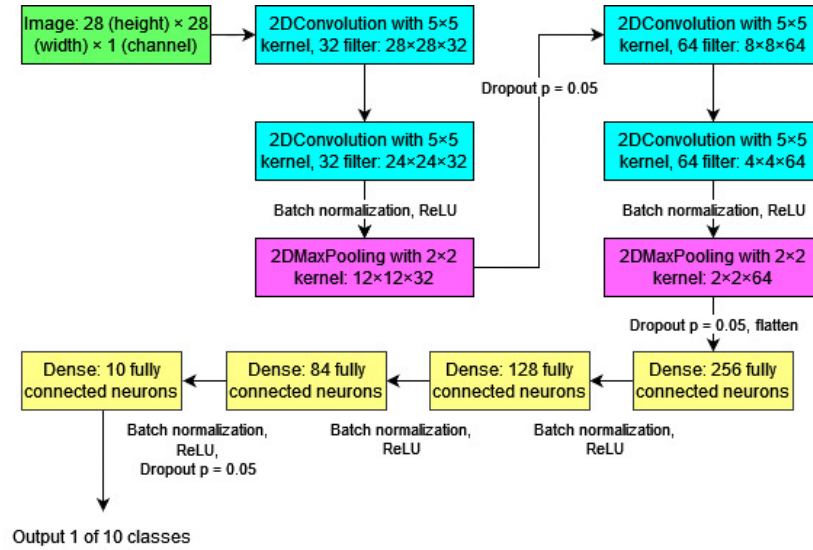 Image: 28 (height) × 28
(width) × 1 (channel)
2DConvolution with 5×5
kernel, 32 filter: 28×28×32
2DConvolution with 5×5
kernel, 32 filter: 24×24×32
Batch normalization, ReLU
2DMaxPooling with 2×2
kernel: 12×12×32
Dropout p = 0.05
2DConvolution with 5×5
kernel, 64 filter: 8×8×64
2DConvolution with 5×5
kernel, 64 filter: 4×4×64
Batch normalization, ReLU
2DMaxPooling with 2×2
kernel: 2×2×64
Dropout p = 0.05, flatten
Dense: 256 fully
connected neurons
Batch normalization,
ReLU
Dense: 128 fully
connected neurons
Batch normalization,
ReLU
Dense: 84 fully
connected neurons
Batch normalization,
ReLU,
Dropout p = 0.05
Dense: 10 fully
connected neurons
Output 1 of 10 classes